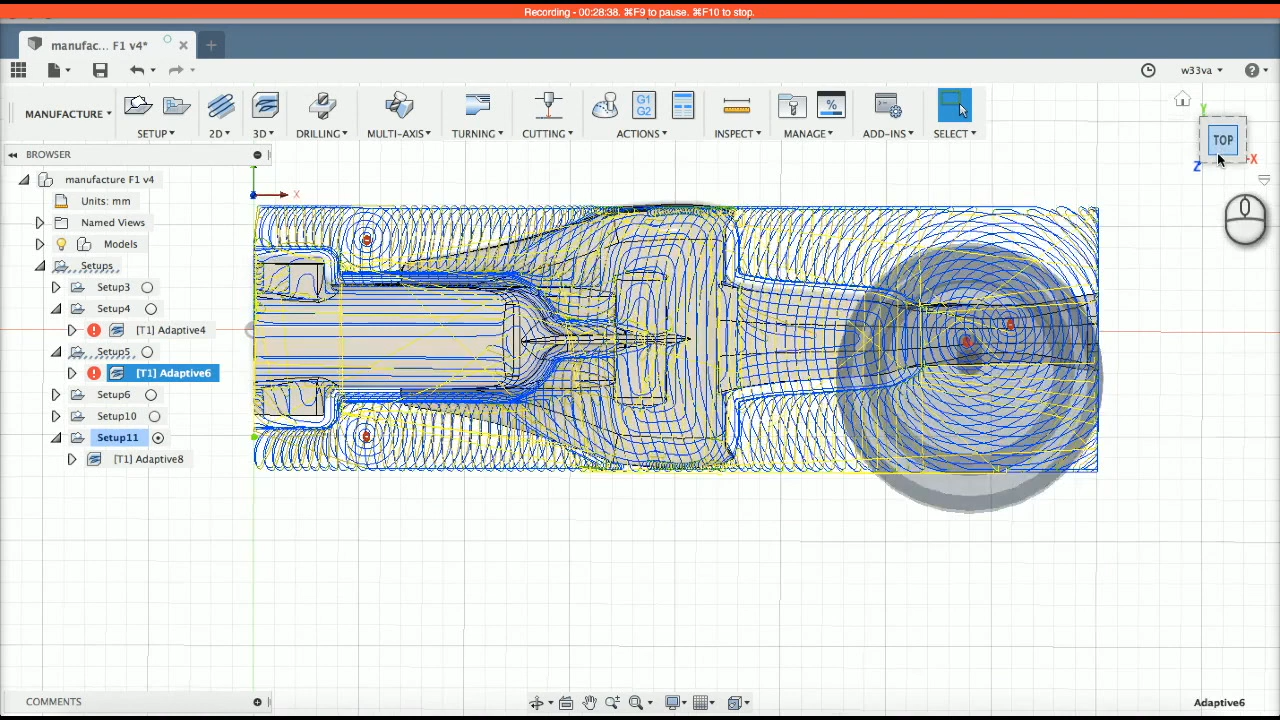 Recording - 00:28:38. ⌘F9 to pause. ⌘F10 to stop.
manufac... F1 v4*
w33va
MANUFACTURE
G1
G2
%
SETUP
2D
3D
DRILLING
MULTI-AXIS
TURNING
CUTTING
ACTIONS
INSPECT
MANAGE
ADD-INS
SELECT
Y
TOP
X
Z
BROWSER
manufacture F1 v4
Units: mm
Named Views
Models
Setups
Setup3
Setup4
[T1] Adaptive4
Setup5
[T1] Adaptive6
Setup6
Setup10
Setup11
[T1] Adaptive8
X
COMMENTS
Adaptive6